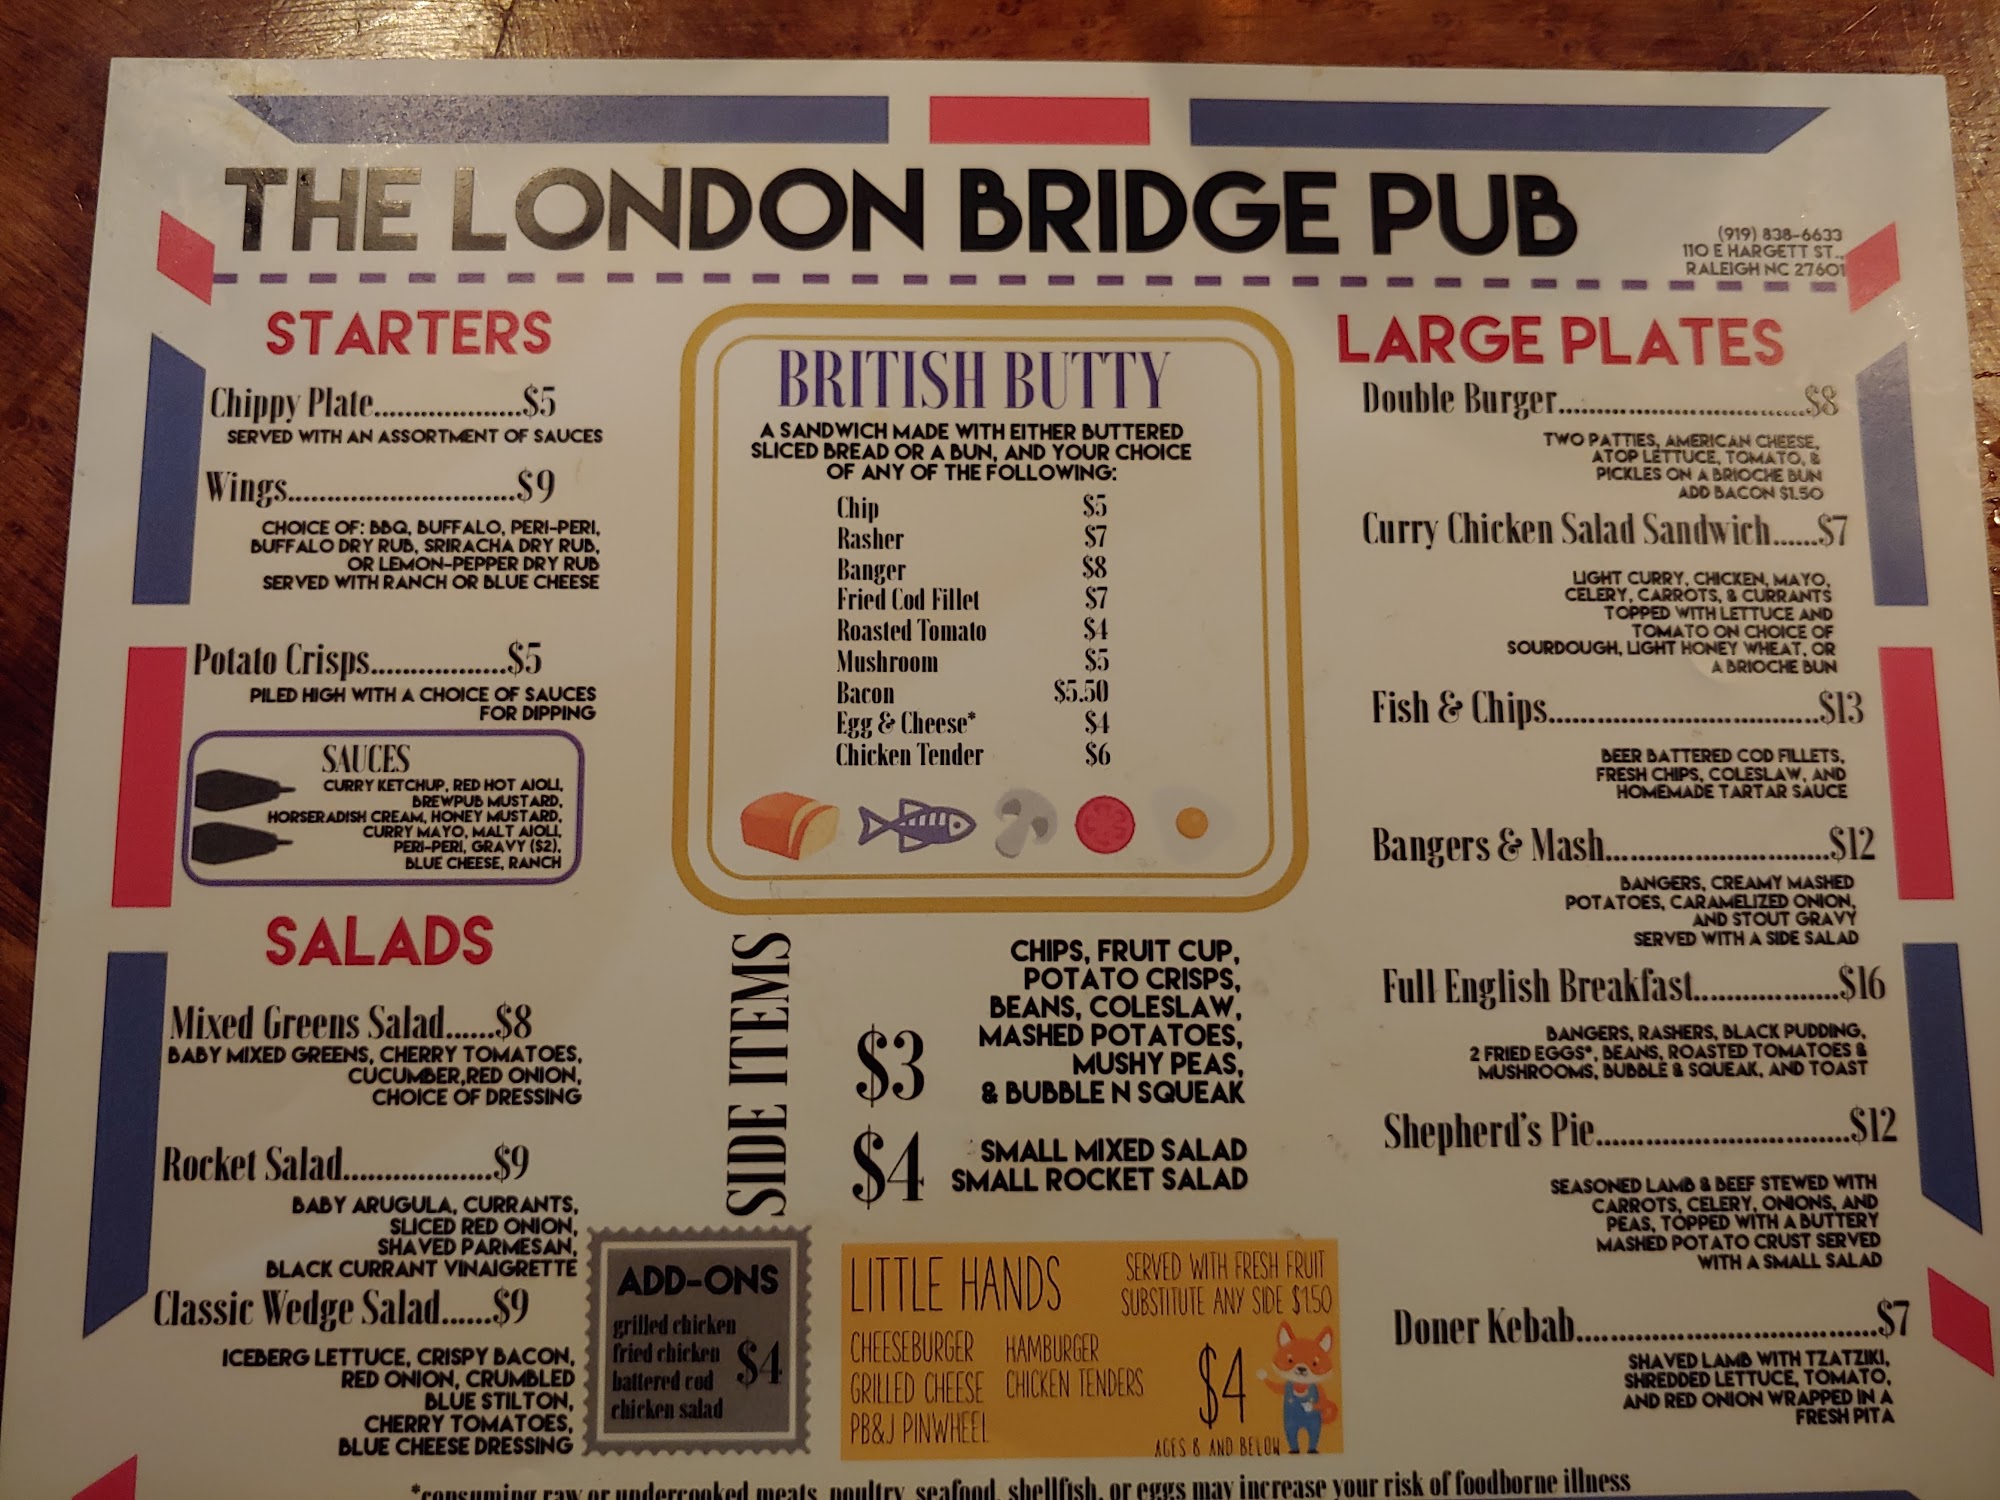 THE LONDON BRIDGE PUB
(919) 838-6633
110 E HARGETT ST.,
RALEIGH NC 27601
STARTERS
Chippy Plate....................$5
SERVED WITH AN ASSORTMENT OF SAUCES
Wings..............................$9
CHOICE OF: BBQ, BUFFALO, PERI-PERI,
BUFFALO DRY RUB, SRIRACHA DRY RUB,
OR LEMON-PEPPER DRY RUB
SERVED WITH RANCH OR BLUE CHEESE
Potato Crisps..................$5
PILED HIGH WITH A CHOICE OF SAUCES
FOR DIPPING
SAUCES
CURRY KETCHUP, RED HOT AIOLI,
BREWPUB MUSTARD,
HORSERADISH CREAM, HONEY MUSTARD,
CURRY MAYO, MALT AIOLI,
PERI-PERI, GRAVY ($2),
BLUE CHEESE, RANCH
SALADS
Mixed Greens Salad......$8
BABY MIXED GREENS, CHERRY TOMATOES,
CUCUMBER,RED ONION,
CHOICE OF DRESSING
Rocket Salad...................$9
BABY ARUGULA, CURRANTS,
SLICED RED ONION,
SHAVED PARMESAN,
BLACK CURRANT VINAIGRETTE
Classic Wedge Salad......$9
ICEBERG LETTUCE, CRISPY BACON,
RED ONION, CRUMBLED
BLUE STILTON,
CHERRY TOMATOES,
BLUE CHEESE DRESSING
BRITISH BUTTY
A SANDWICH MADE WITH EITHER BUTTERED
SLICED BREAD OR A BUN, AND YOUR CHOICE
OF ANY OF THE FOLLOWING:
Chip $5
Rasher $7
Banger $8
Fried Cod Fillet $7
Roasted Tomato $4
Mushroom $5
Bacon $5.50
Egg & Cheese* $4
Chicken Tender $6
SIDE ITEMS
$3
CHIPS, FRUIT CUP,
POTATO CRISPS,
BEANS, COLESLAW,
MASHED POTATOES,
MUSHY PEAS,
& BUBBLE N SQUEAK
$4
SMALL MIXED SALAD
SMALL ROCKET SALAD
ADD-ONS
grilled chicken
fried chicken
battered cod
chicken salad
$4
LITTLE HANDS
SERVED WITH FRESH FRUIT
SUBSTITUTE ANY SIDE $1.50
CHEESEBURGER
GRILLED CHEESE
PB&J PINWHEEL
HAMBURGER
CHICKEN TENDERS
$4
AGES 8 AND BELOW
LARGE PLATES
Double Burger................................$8
TWO PATTIES, AMERICAN CHEESE,
ATOP LETTUCE, TOMATO, &
PICKLES ON A BRIOCHE BUN
ADD BACON $1.50
Curry Chicken Salad Sandwich......$7
LIGHT CURRY, CHICKEN, MAYO,
CELERY, CARROTS, & CURRANTS
TOPPED WITH LETTUCE AND
TOMATO ON CHOICE OF
SOURDOUGH, LIGHT HONEY WHEAT, OR
A BRIOCHE BUN
Fish & Chips...................................$13
BEER BATTERED COD FILLETS,
FRESH CHIPS, COLESLAW, AND
HOMEMADE TARTAR SAUCE
Bangers & Mash.............................$12
BANGERS, CREAMY MASHED
POTATOES, CARAMELIZED ONION,
AND STOUT GRAVY
SERVED WITH A SIDE SALAD
Full English Breakfast...................$16
BANGERS, RASHERS, BLACK PUDDING,
2 FRIED EGGS*, BEANS, ROASTED TOMATOES &
MUSHROOMS, BUBBLE & SQUEAK, AND TOAST
Shepherd's Pie.................................$12
SEASONED LAMB & BEEF STEWED WITH
CARROTS, CELERY, ONIONS, AND
PEAS, TOPPED WITH A BUTTERY
MASHED POTATO CRUST SERVED
WITH A SMALL SALAD
Doner Kebab.......................................$7
SHAVED LAMB WITH TZATZIKI,
SHREDDED LETTUCE, TOMATO,
AND RED ONION WRAPPED IN A
FRESH PITA
*consuming raw or undercooked meats, poultry, seafood, shellfish, or eggs may increase your risk of foodborne illness